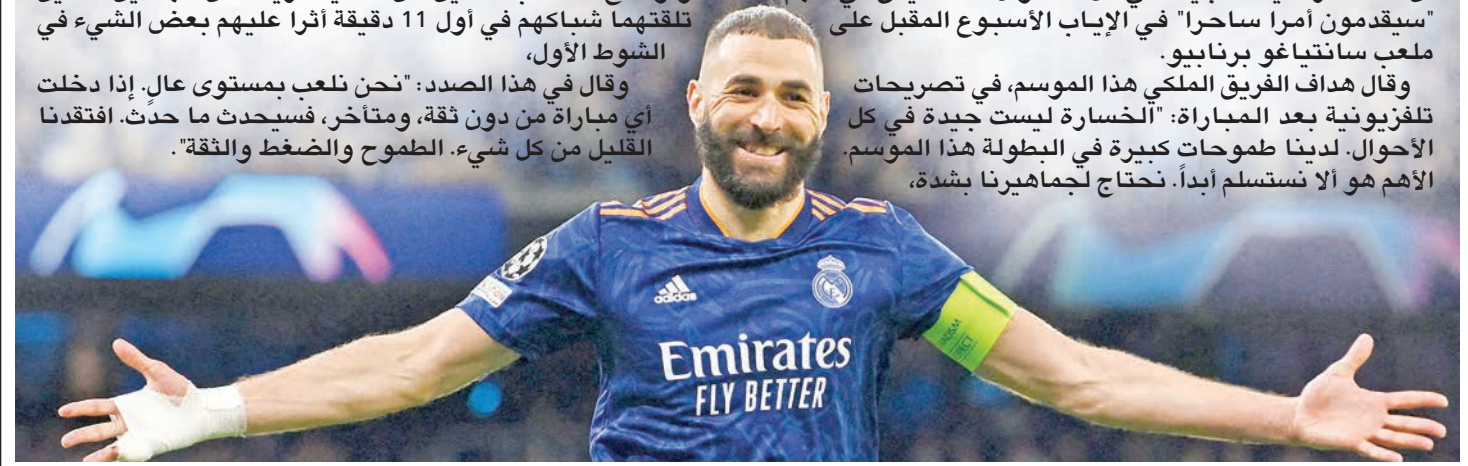 "سيقدمون أمرا ساحرا" في الإياب الأسبوع المقبل على
ملعب سانتياغو برنابيو.
وقال هداف الفريق الملكي هذا الموسم، في تصريحات
تلفزيونية بعد المباراة: "الخسارة ليست جيدة في كل
الأحوال. لدينا طموحات كبيرة في البطولة هذا الموسم.
الأهم هو ألا نستسلم أبداً. نحتاج لجماهيرنا بشدة،
تلقتهما شباكهم في أول 11 دقيقة أثرا عليهم بعض الشيء في
الشوط الأول،
وقال في هذا الصدد: "نحن نلعب بمستوى عالٍ. إذا دخلت
أي مباراة من دون ثقة، ومتأخر، فسيحدث ما حدث. افتقدنا
القليل من كل شيء. الطموح والضغط والثقة".
adidas
Emirates
FLY BETTER